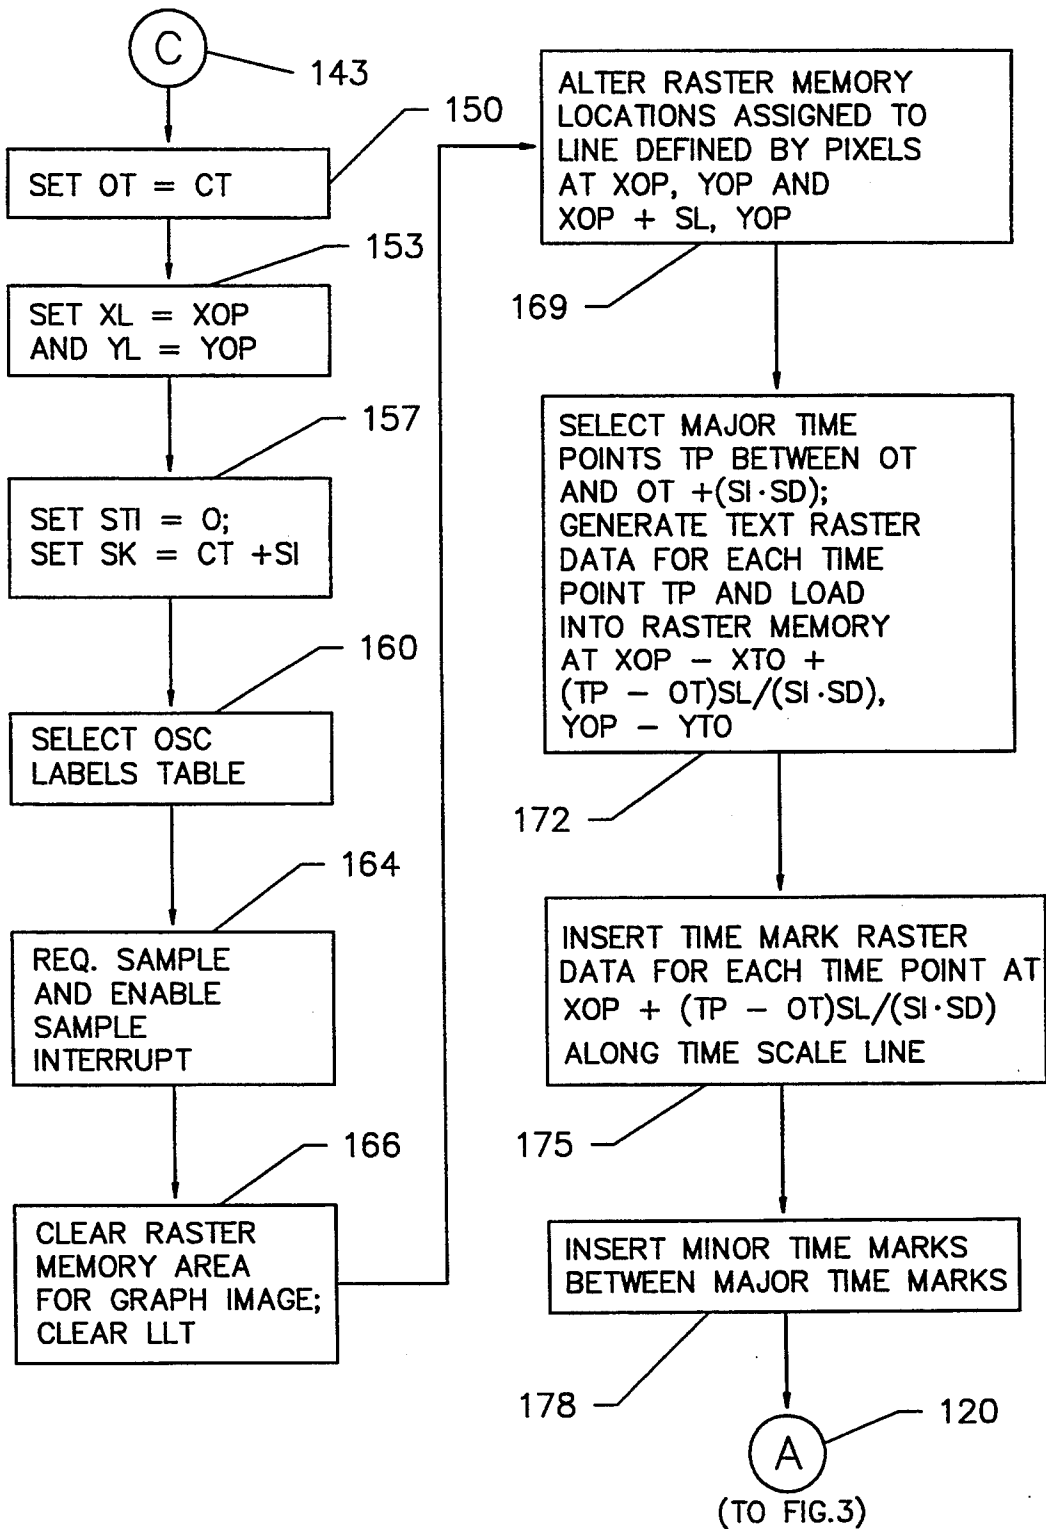 C
143
150
SET OT = CT
153
SET XL = XOP
AND YL = YOP
157
SET STI = 0;
SET SK = CT +SI
160
SELECT OSC
LABELS TABLE
164
REQ. SAMPLE
AND ENABLE
SAMPLE
INTERRUPT
166
CLEAR RASTER
MEMORY AREA
FOR GRAPH IMAGE;
CLEAR LLT
ALTER RASTER MEMORY
LOCATIONS ASSIGNED TO
LINE DEFINED BY PIXELS
AT XOP, YOP AND
XOP + SL, YOP
169
SELECT MAJOR TIME
POINTS TP BETWEEN OT
AND OT +(SI·SD);
GENERATE TEXT RASTER
DATA FOR EACH TIME
POINT TP AND LOAD
INTO RASTER MEMORY
AT XOP – XTO +
(TP – OT)SL/(SI·SD),
YOP – YTO
172
INSERT TIME MARK RASTER
DATA FOR EACH TIME POINT AT
XOP + (TP – OT)SL/(SI·SD)
ALONG TIME SCALE LINE
175
INSERT MINOR TIME MARKS
BETWEEN MAJOR TIME MARKS
178
120
A
(TO FIG.3)